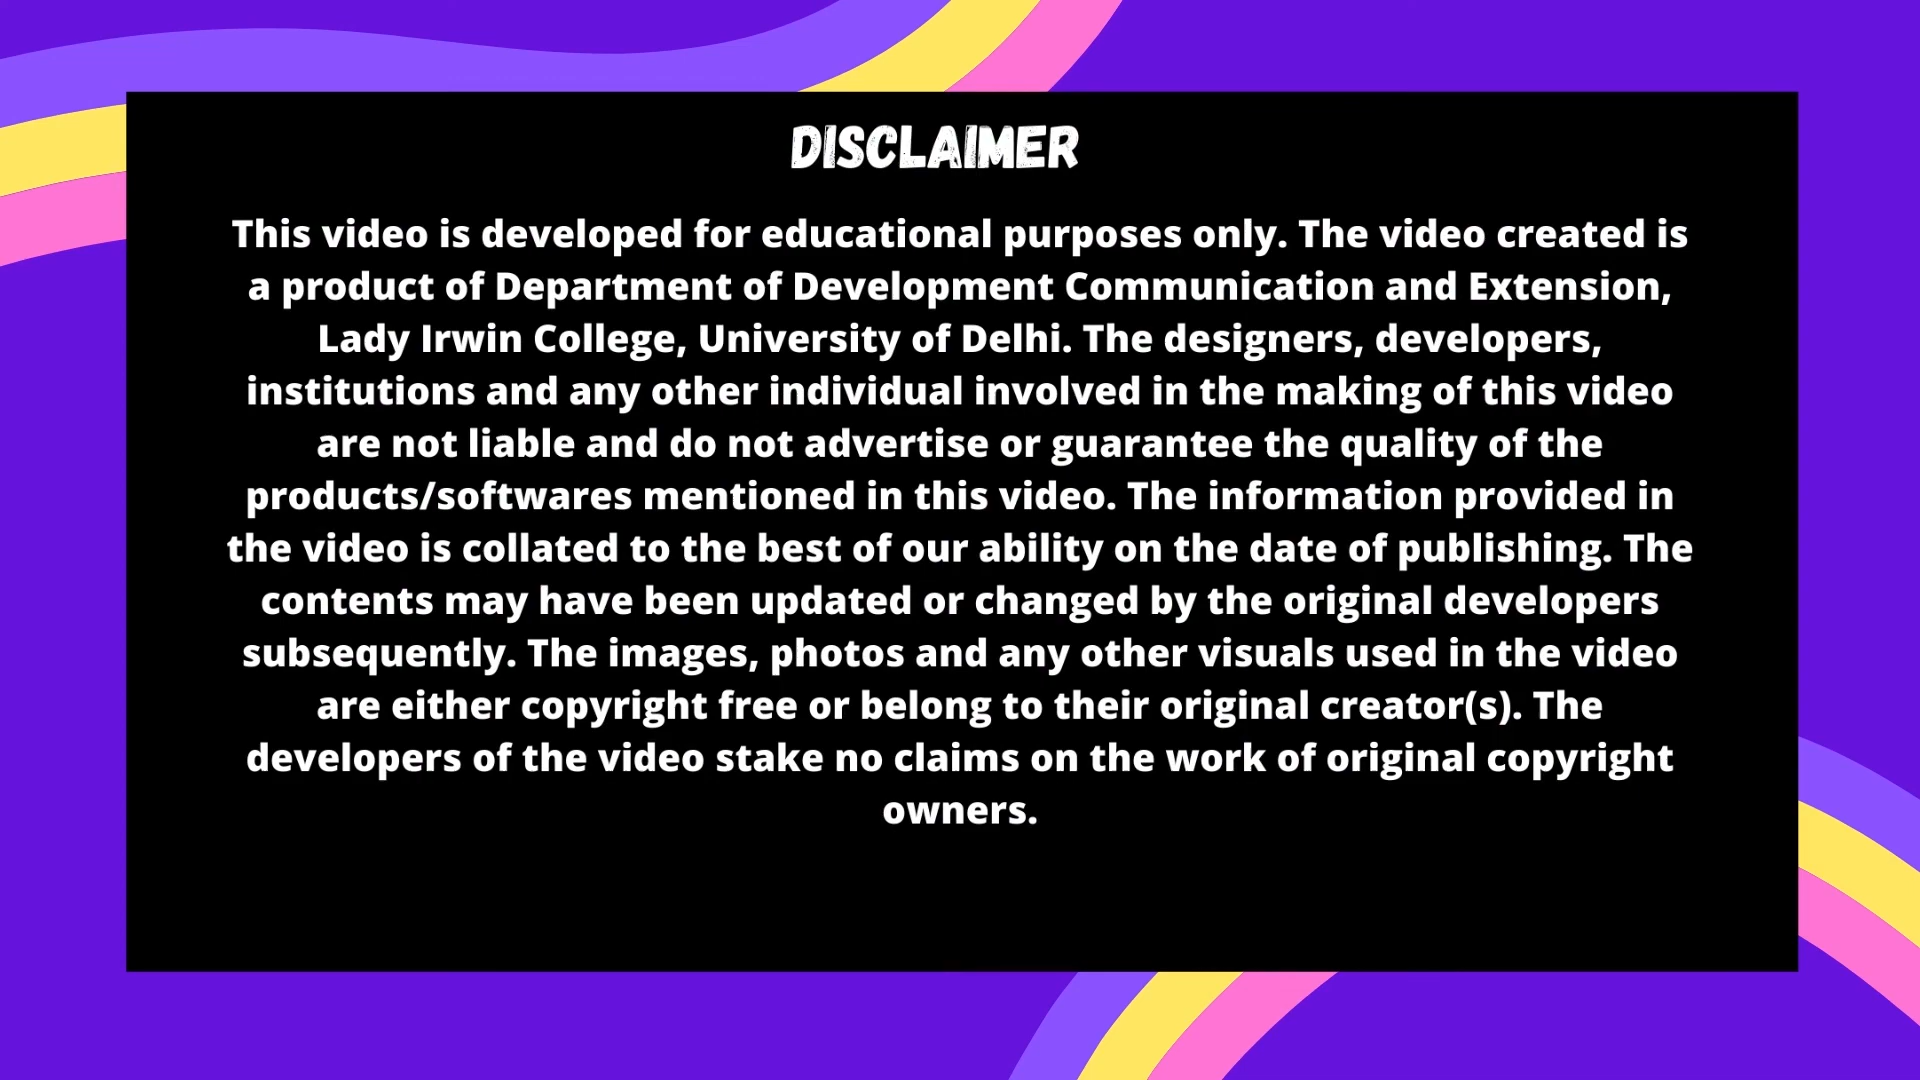 DISCLAIMER
This video is developed for educational purposes only. The video created is
a product of Department of Development Communication and Extension,
Lady Irwin College, University of Delhi. The designers, developers,
institutions and any other individual involved in the making of this video
are not liable and do not advertise or guarantee the quality of the
products/softwares mentioned in this video. The information provided in
the video is collated to the best of our ability on the date of publishing. The
contents may have been updated or changed by the original developers
subsequently. The images, photos and any other visuals used in the video
are either copyright free or belong to their original creator(s). The
developers of the video stake no claims on the work of original copyright
owners.